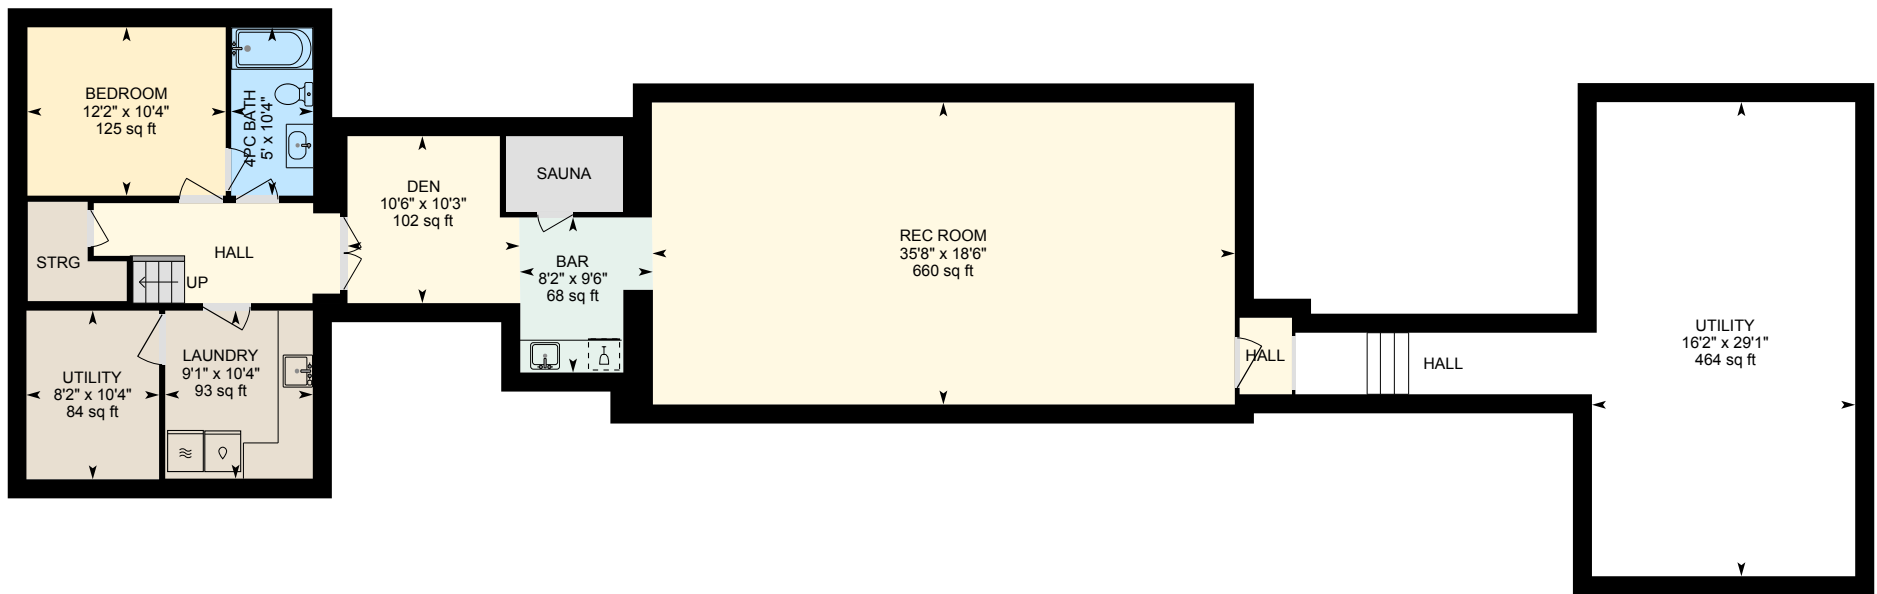 BEDROOM
12'2" x 10'4"
125 sq ft
4PC BATH
5' x 10'4"
STRG
HALL
UP
UTILITY
8'2" x 10'4"
84 sq ft
LAUNDRY
9'1" x 10'4"
93 sq ft
DEN
10'6" x 10'3"
102 sq ft
SAUNA
BAR
8'2" x 9'6"
68 sq ft
REC ROOM
35'8" x 18'6"
660 sq ft
HALL
HALL
UTILITY
16'2" x 29'1"
464 sq ft